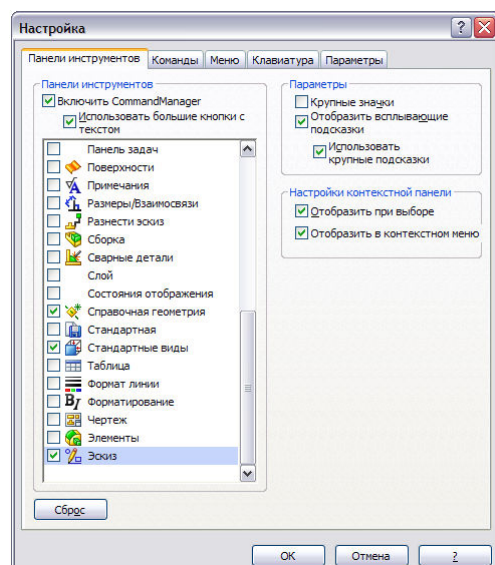 Настройка
Панели инструментов Команды Меню Клавиатура Параметры
Панели инструментов
Включить CommandManager
Использовать большие кнопки с
текстом
Панель задач
Поверхности
Примечания
Размеры/Взаимосвязи
Разнести эскиз
Сборка
Сварные детали
Слой
Состояния отображения
Справочная геометрия
Стандартная
Стандартные виды
Таблица
Формат линии
Форматирование
Чертеж
Элементы
Эскиз
Параметры
Крупные значки
Отобразить всплывающие
подсказки
Использовать
крупные подсказки
Настройки контекстной панели
Отобразить при выборе
Отобразить в контекстном меню
Сброс
OK Отмена ?